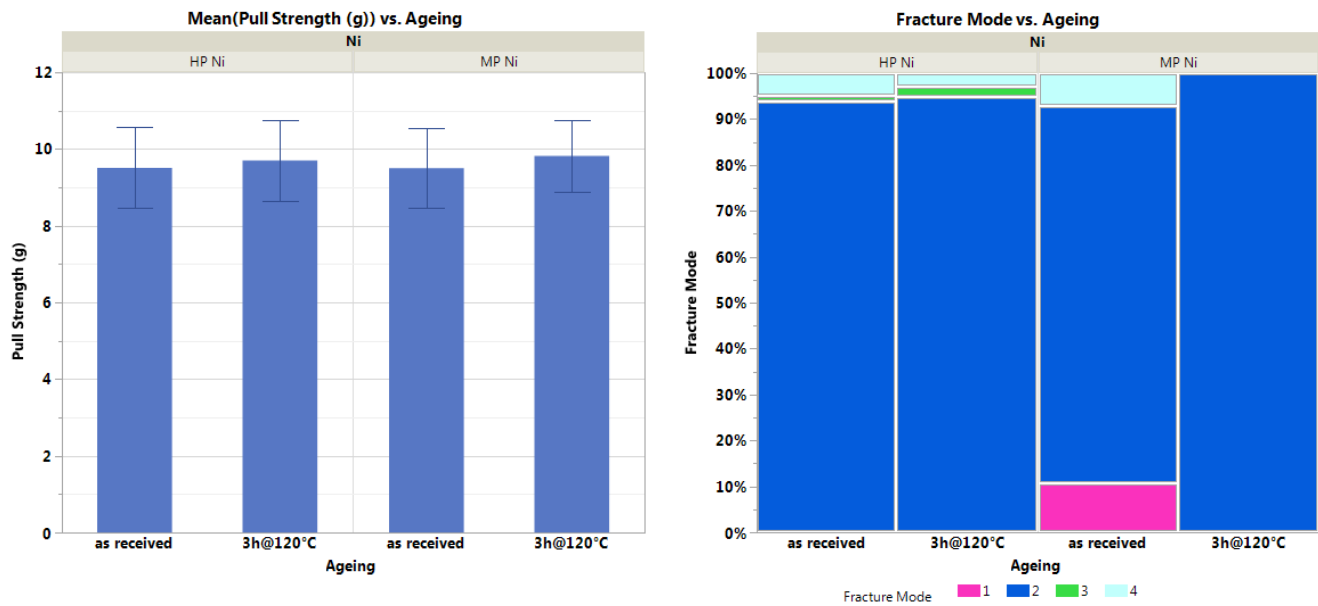 Mean(Pull Strength (g)) vs. Ageing
Ni
HP Ni MP Ni
12
10
8
6
4
2
0
Pull Strength (g)
as received 3h@120°C as received 3h@120°C
Ageing
Fracture Mode vs. Ageing
Ni
HP Ni MP Ni
100%
90%
80%
70%
60%
50%
40%
30%
20%
10%
0%
Fracture Mode
as received 3h@120°C as received 3h@120°C
Ageing
Fracture Mode 1 2 3 4